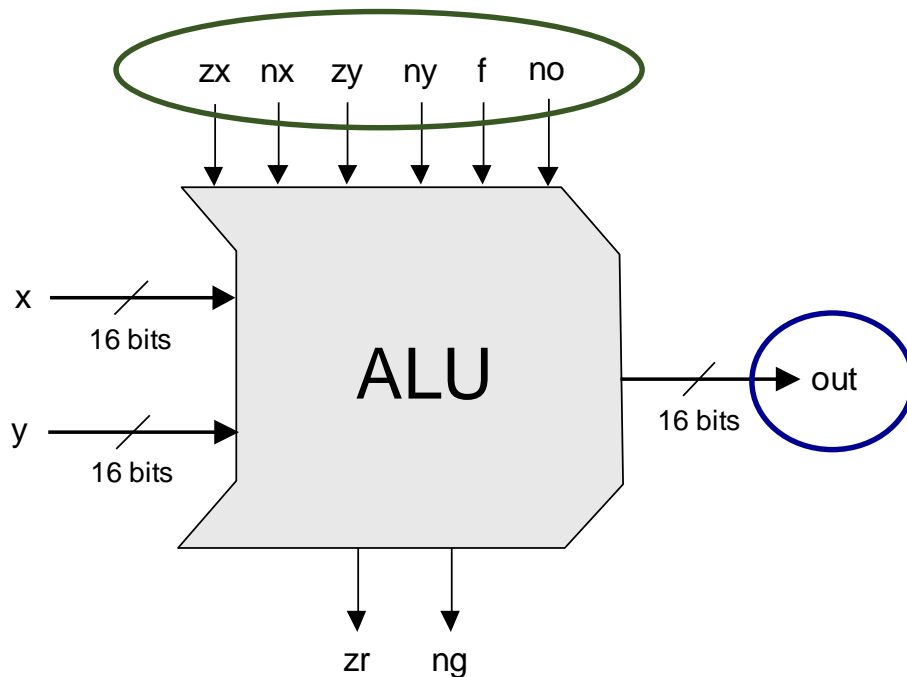 zx nx zy ny f no
x
16 bits
y
16 bits
ALU
out
16 bits
zr ng